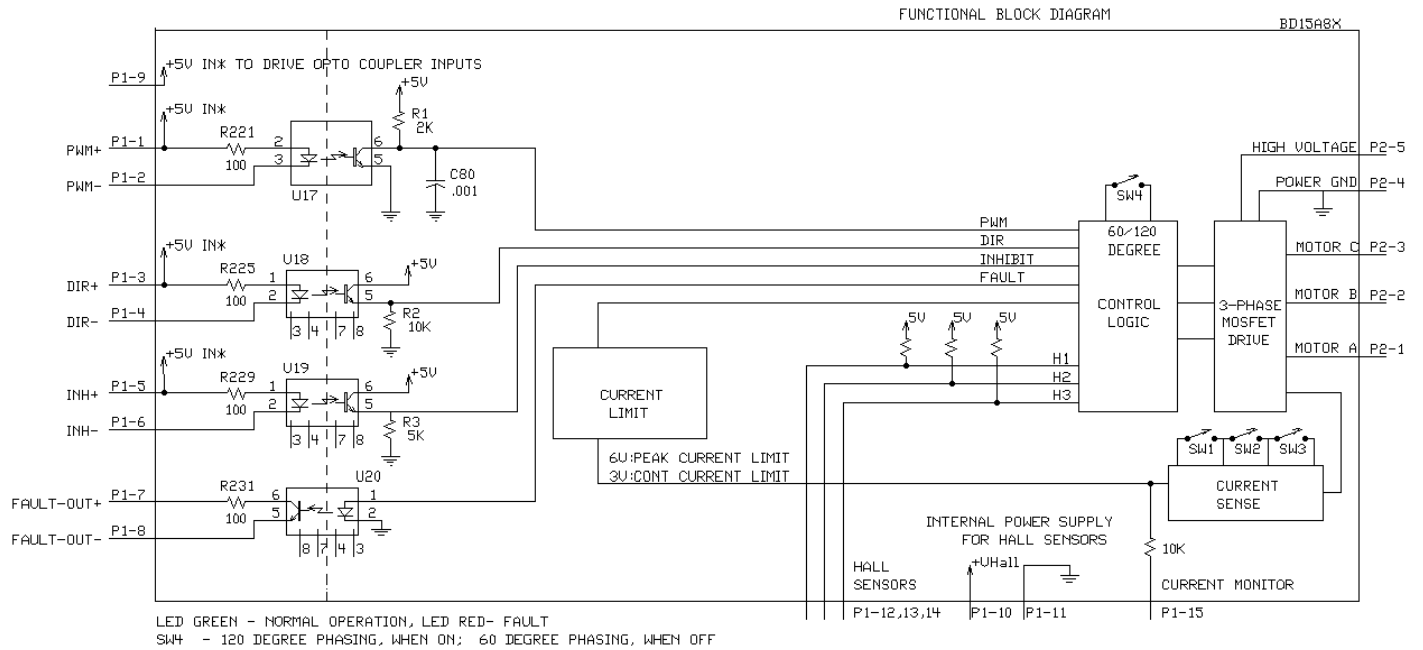 FUNCTIONAL BLOCK DIAGRAM
BD15A8X
+5V IN* TO DRIVE OPTO COUPLER INPUTS
P1-9
+5V IN*
+5V
R1
2K
PWM+ P1-1
R221
100
2
3
6
5
PWM- P1-2
U17
C80
.001
HIGH VOLTAGE P2-5
POWER GND P2-4
SW4
PWM
DIR
INHIBIT
FAULT
60/120
DEGREE
CONTROL
LOGIC
3-PHASE
MOSFET
DRIVE
MOTOR C P2-3
MOTOR B P2-2
MOTOR A P2-1
+5V IN*
U18
+5V
DIR+ P1-3
R225
100
1
2
6
5
DIR- P1-4
3 4 7 8
R2
10K
5V 5V 5V
H1
H2
H3
+5V IN*
U19
+5V
INH+ P1-5
R229
100
1
2
6
5
INH- P1-6
3 4 7 8
R3
5K
CURRENT
LIMIT
6V:PEAK CURRENT LIMIT
3V:CONT CURRENT LIMIT
SW1 SW2 SW3
CURRENT
SENSE
U20
FAULT-OUT+ P1-7
R231
100
6
5
1
2
FAULT-OUT- P1-8
8 7 4 3
INTERNAL POWER SUPPLY
FOR HALL SENSORS
10K
HALL
SENSORS
+VHall
CURRENT MONITOR
P1-12,13,14
P1-10
P1-11
P1-15
LED GREEN - NORMAL OPERATION, LED RED- FAULT
SW4 - 120 DEGREE PHASING, WHEN ON; 60 DEGREE PHASING, WHEN OFF